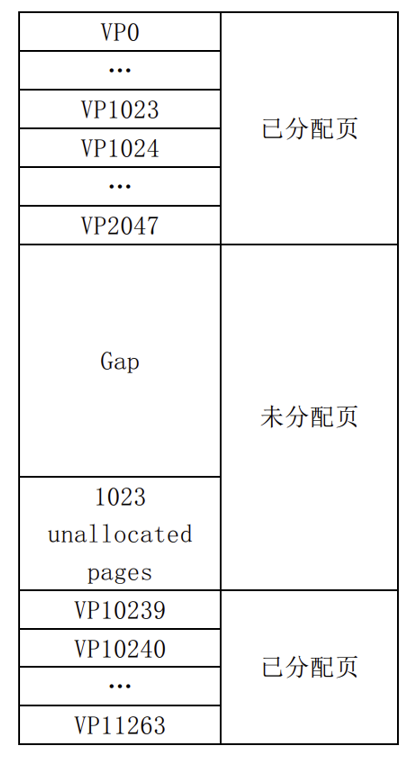 VP0
…
VP1023
已分配页
VP1024
…
VP2047
Gap
未分配页
1023
unallocated
pages
VP10239
VP10240
已分配页
…
VP11263